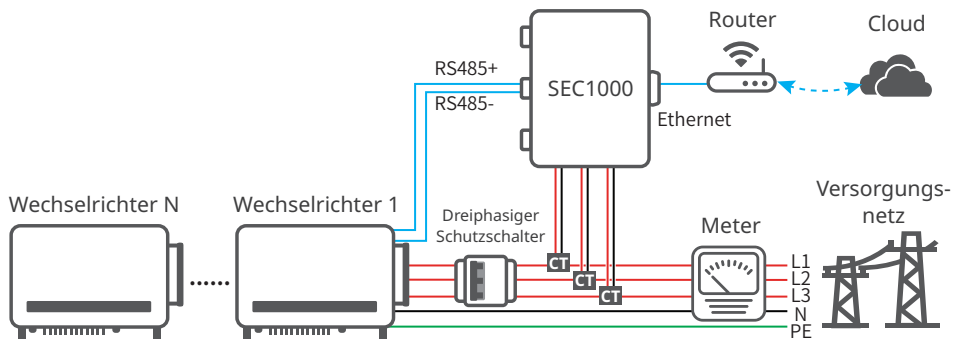 Router
Cloud
RS485+
RS485-
SEC1000
Ethernet
Wechselrichter N
Wechselrichter 1
Dreiphasiger
Schutzschalter
Meter
Versorgungs-
netz
CT
CT
CT
L1
L2
L3
N
PE